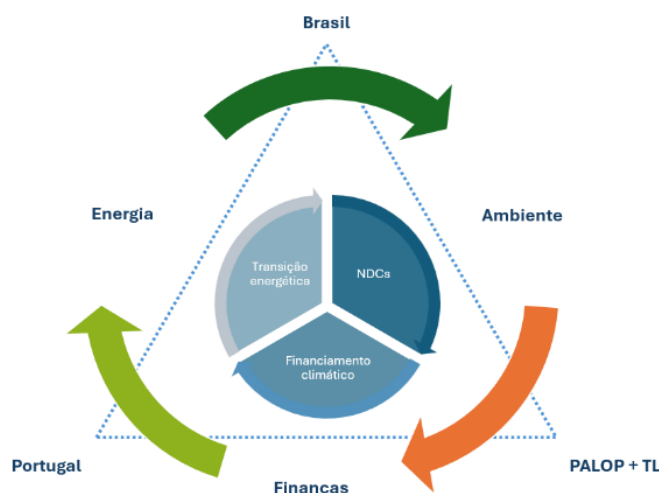 Brasil
Energia
Ambiente
Transição
energética
NDCs
Financiamento
climático
Portugal
PALOP + TL
Financas